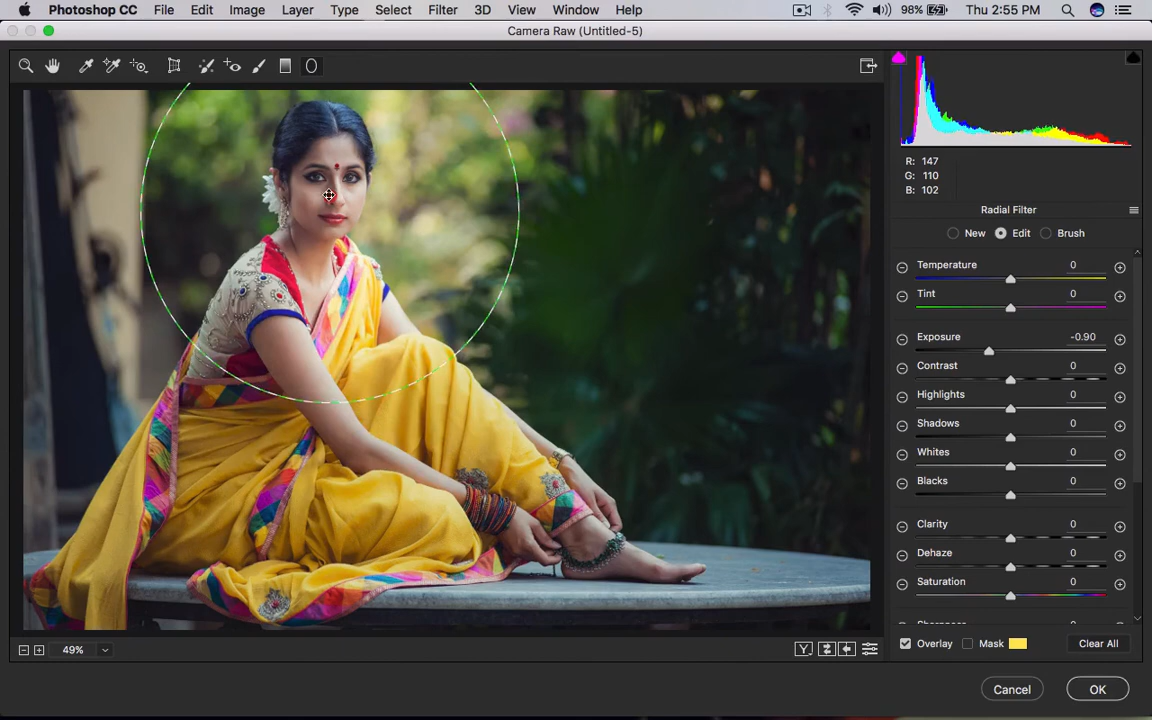 Photoshop CC File Edit Image Layer Type Select Filter 3D View Window Help 98% Thu 2:55 PM
Camera Raw (Untitled-5)
R: 147
G: 110
B: 102
Radial Filter
New Edit Brush
Temperature 0
Tint 0
Exposure -0.90
Contrast 0
Highlights 0
Shadows 0
Whites 0
Blacks 0
Clarity 0
Dehaze 0
Saturation 0
49% Y Overlay Mask Clear All
Cancel OK